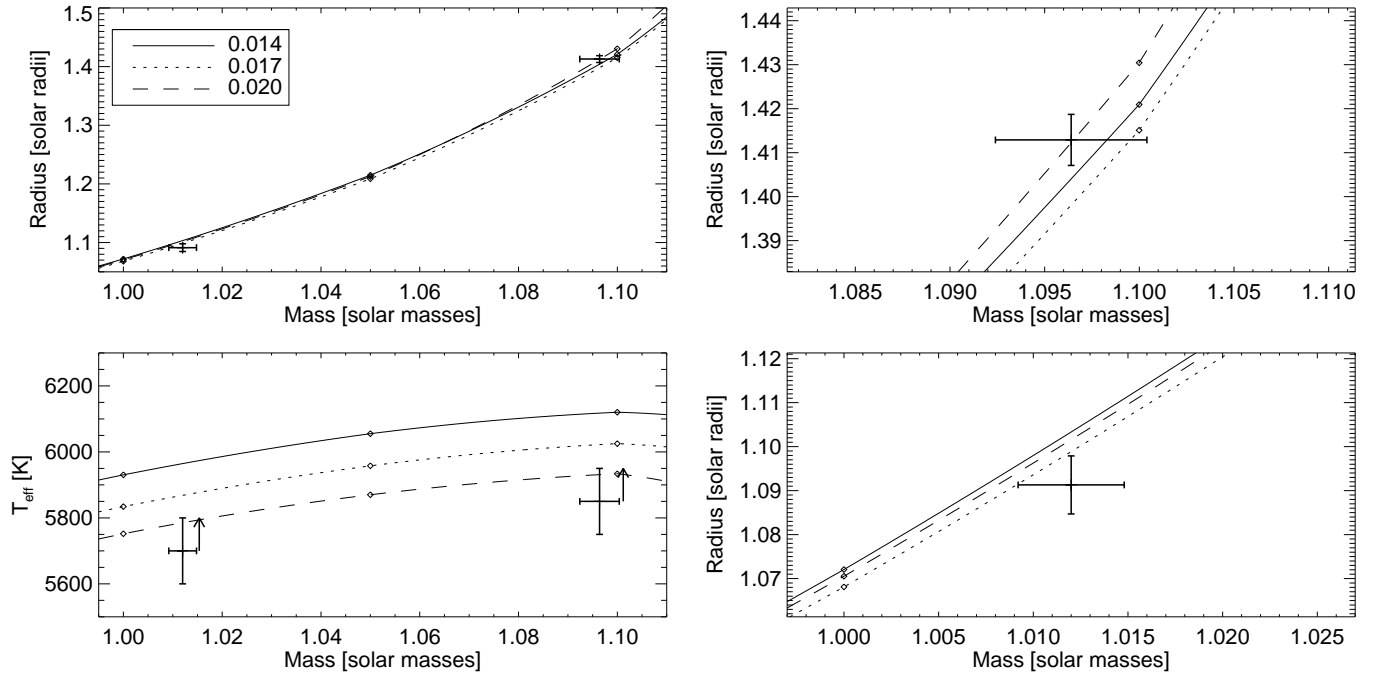 1.5
1.4
1.3
1.2
1.1
Radius [solar radii]
0.014
0.017
0.020
1.00 1.02 1.04 1.06 1.08 1.10
Mass [solar masses]
1.44
1.43
1.42
1.41
1.40
1.39
Radius [solar radii]
1.085 1.090 1.095 1.100 1.105 1.110
Mass [solar masses]
6200
6000
5800
5600
T_eff [K]
1.00 1.02 1.04 1.06 1.08 1.10
Mass [solar masses]
1.12
1.11
1.10
1.09
1.08
1.07
Radius [solar radii]
1.000 1.005 1.010 1.015 1.020 1.025
Mass [solar masses]